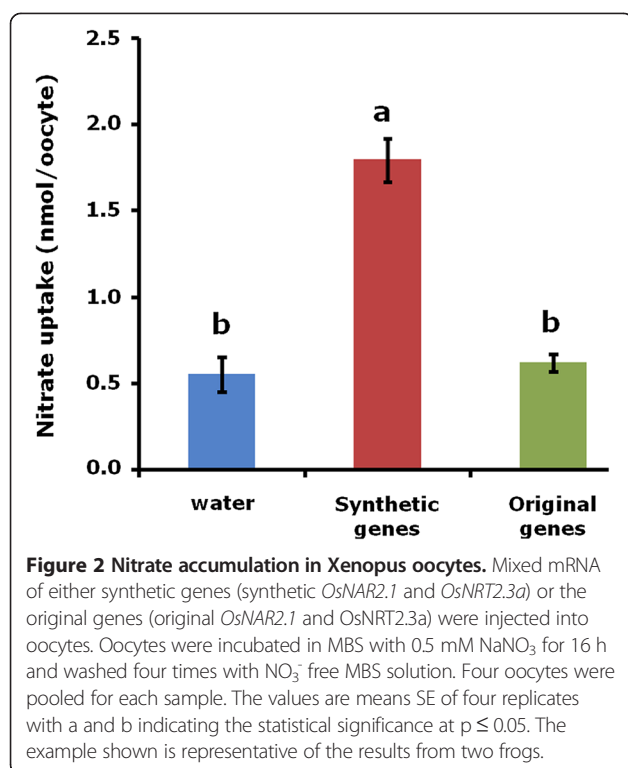 2.5
2.0
1.5
1.0
0.5
0.0
Nitrate uptake (nmol/oocyte)
b
a
b
water
Synthetic
genes
Original
genes
Figure 2 Nitrate accumulation in Xenopus oocytes. Mixed mRNA
of either synthetic genes (synthetic OsNAR2.1 and OsNRT2.3a) or the
original genes (original OsNAR2.1 and OsNRT2.3a) were injected into
oocytes. Oocytes were incubated in MBS with 0.5 mM NaNO₃ for 16 h
and washed four times with NO₃⁻ free MBS solution. Four oocytes were
pooled for each sample. The values are means SE of four replicates
with a and b indicating the statistical significance at p ≤ 0.05. The
example shown is representative of the results from two frogs.